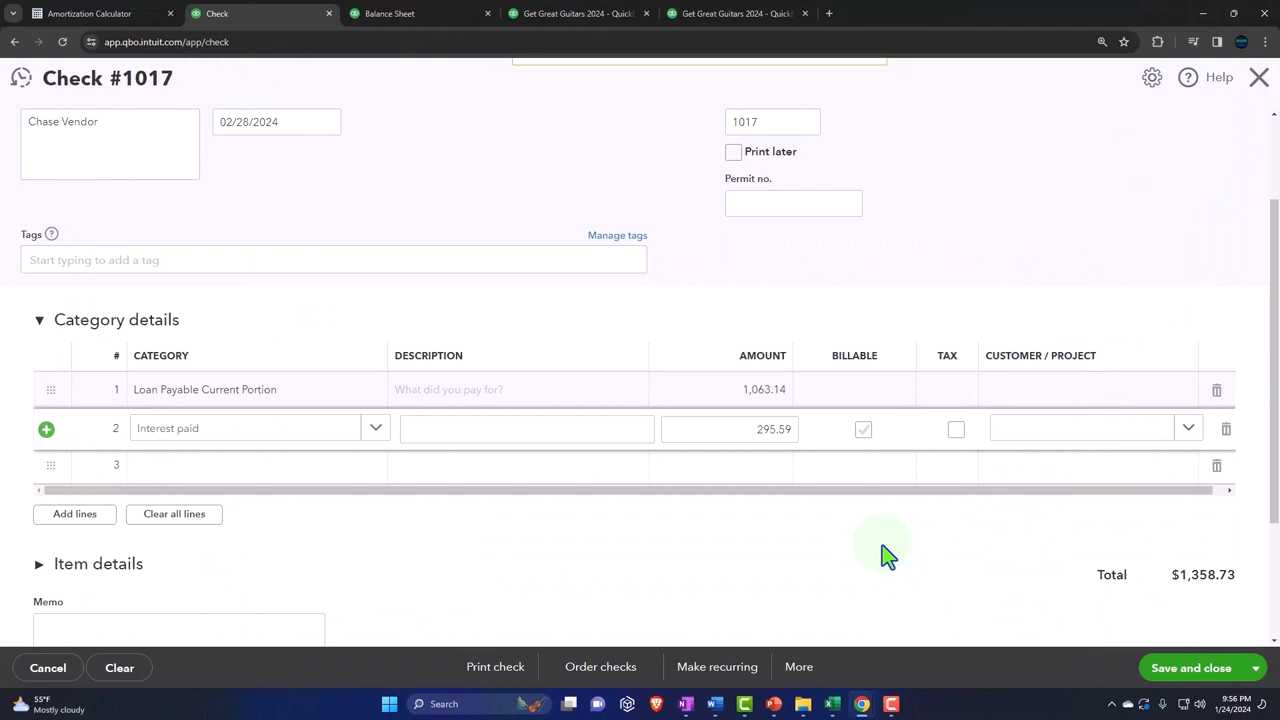 Amortization Calculator
Check
Balance Sheet
Get Great Guitars 2024 – Quick
Get Great Guitars 2024 – Quick
app.qbo.intuit.com/app/check
Check #1017
Help
Chase Vendor
02/28/2024
1017
Print later
Permit no.
Tags
Manage tags
Start typing to add a tag
Category details
# CATEGORY DESCRIPTION AMOUNT BILLABLE TAX CUSTOMER / PROJECT
1 Loan Payable Current Portion What did you pay for? 1,063.14
2 Interest paid 295.59
3
Add lines Clear all lines
Item details
Total $1,358.73
Memo
Cancel Clear Print check Order checks Make recurring More Save and close
55°F
Mostly cloudy
Search
9:56 PM
1/24/2024